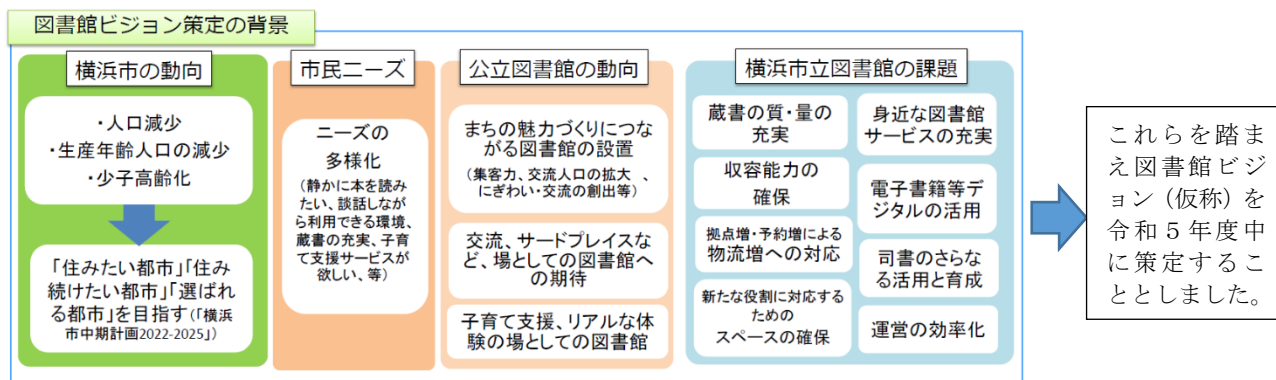 図書館ビジョン策定の背景
横浜市の動向
・人口減少
・生産年齢人口の減少
・少子高齢化
「住みたい都市」「住み
続けたい都市」「選ばれ
る都市」を目指す(「横浜
市中期計画2022-2025」)
市民ニーズ
ニーズの
多様化
(静かに本を読み
たい、談話しなが
ら利用できる環境、
蔵書の充実、子育
て支援サービスが
欲しい、等)
公立図書館の動向
まちの魅力づくりにつな
がる図書館の設置
(集客力、交流人口の拡大 、
にぎわい・交流の創出等)
交流、サードプレイスな
ど、場としての図書館へ
の期待
子育て支援、リアルな体
験の場としての図書館
横浜市立図書館の課題
蔵書の質・量の
充実
収容能力の
確保
拠点増・予約増による
物流増への対応
新たな役割に対応する
ための
スペースの確保
身近な図書館
サービスの充実
電子書籍等デ
ジタルの活用
司書のさらな
る活用と育成
運営の効率化
これらを踏ま
え図書館ビジ
ョン（仮称）を
令和５年度中
に策定するこ
ととしました。